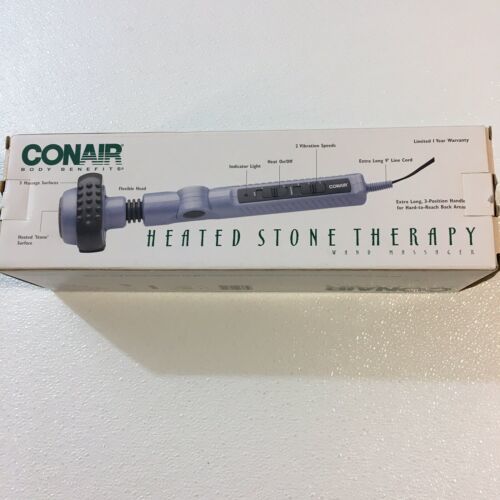 CONAIR®
BODY BENEFITS®
2 Vibration Speeds
Limited 1 Year Warranty
Heat On/Off
Indicator Light
Extra Long 9' Line Cord
3 Massage Surfaces
Flexible Head
CONAIR
Extra Long, 3-Position Handle
for Hard-to-Reach Back Areas
Heated "Stone"
Surface
HEATED STONE THERAPY
WAND MASSAGER
CONAIR